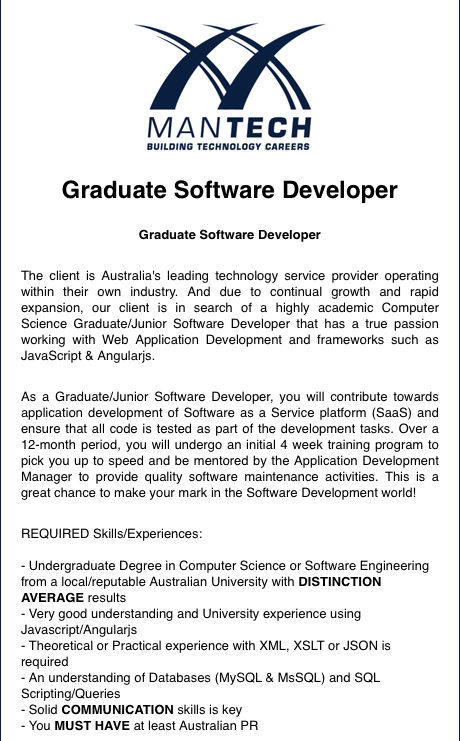 MANTECH
BUILDING TECHNOLOGY CAREERS
Graduate Software Developer
Graduate Software Developer
The client is Australia's leading technology service provider operating
within their own industry. And due to continual growth and rapid
expansion, our client is in search of a highly academic Computer
Science Graduate/Junior Software Developer that has a true passion
working with Web Application Development and frameworks such as
JavaScript & Angularjs.
As a Graduate/Junior Software Developer, you will contribute towards
application development of Software as a Service platform (SaaS) and
ensure that all code is tested as part of the development tasks. Over a
12-month period, you will undergo an initial 4 week training program to
pick you up to speed and be mentored by the Application Development
Manager to provide quality software maintenance activities. This is a
great chance to make your mark in the Software Development world!
REQUIRED Skills/Experiences:
- Undergraduate Degree in Computer Science or Software Engineering
from a local/reputable Australian University with DISTINCTION
AVERAGE results
- Very good understanding and University experience using
Javascript/Angularjs
- Theoretical or Practical experience with XML, XSLT or JSON is
required
- An understanding of Databases (MySQL & MsSQL) and SQL
Scripting/Queries
- Solid COMMUNICATION skills is key
- You MUST HAVE at least Australian PR